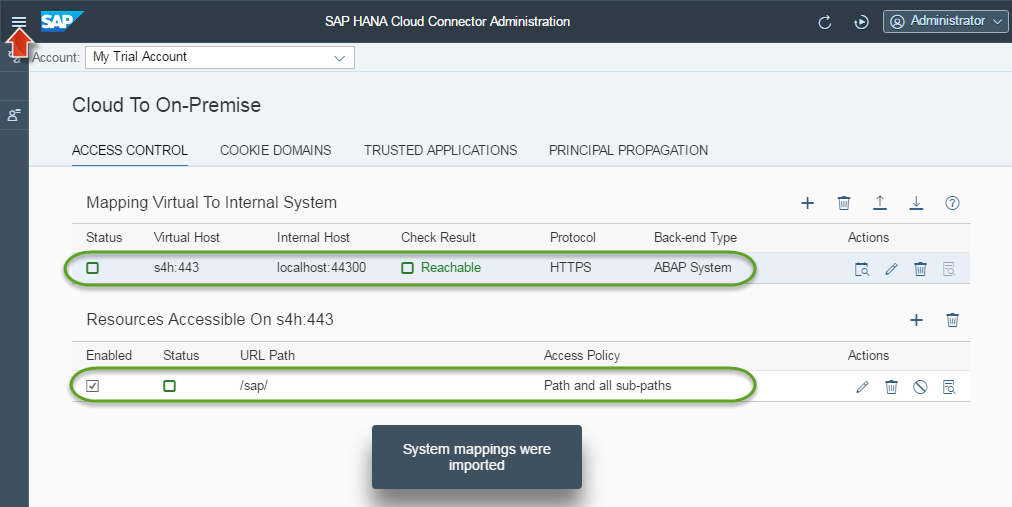 SAP SAP HANA Cloud Connector Administration Administrator
Account: My Trial Account
Cloud To On-Premise
ACCESS CONTROL COOKIE DOMAINS TRUSTED APPLICATIONS PRINCIPAL PROPAGATION
Mapping Virtual To Internal System
Status Virtual Host Internal Host Check Result Protocol Back-end Type Actions
s4h:443 localhost:44300 Reachable HTTPS ABAP System
Resources Accessible On s4h:443
Enabled Status URL Path Access Policy Actions
/sap/ Path and all sub-paths
System mappings were
imported